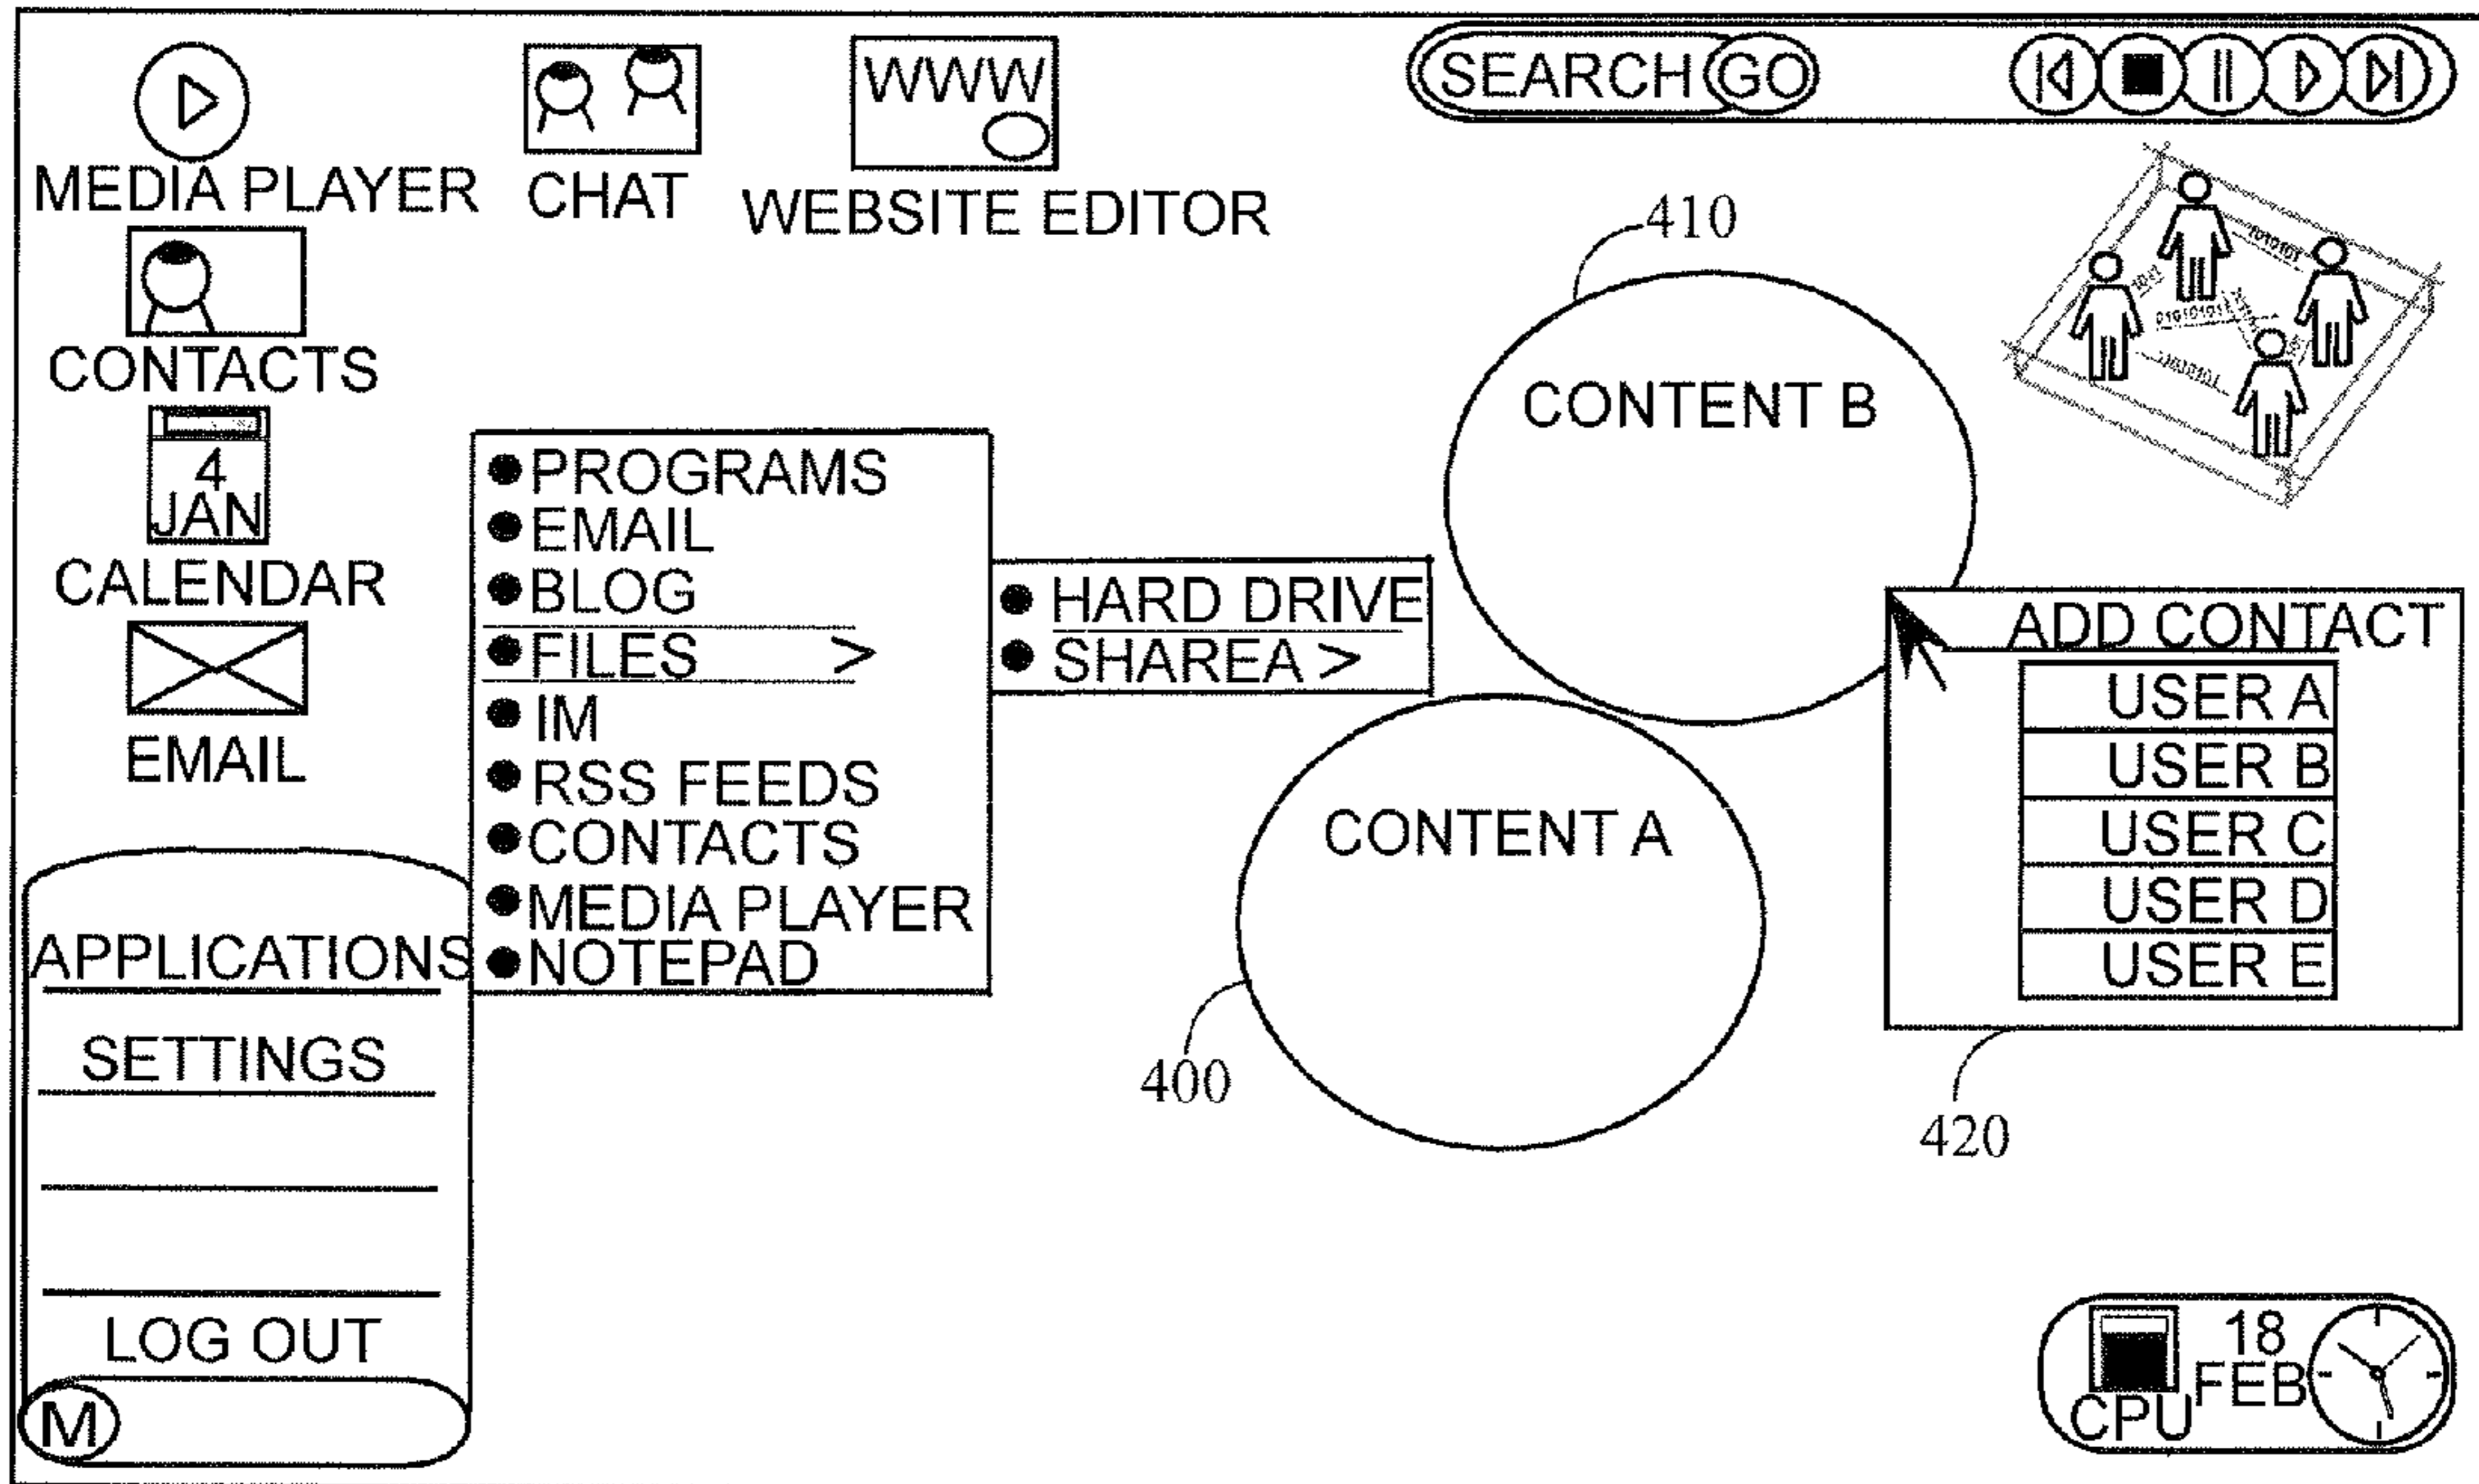 SEARCH GO
WWW
MEDIA PLAYER
CHAT
WEBSITE EDITOR
410
CONTACTS
CONTENT B
4
JAN
CALENDAR
EMAIL
●PROGRAMS
●EMAIL
●BLOG
●FILES >
●IM
●RSS FEEDS
●CONTACTS
●MEDIA PLAYER
●NOTEPAD
● HARD DRIVE
● SHAREA >
ADD CONTACT
USER A
USER B
USER C
USER D
USER E
CONTENT A
400
420
APPLICATIONS
SETTINGS
LOG OUT
M
CPU
18
FEB
1010101